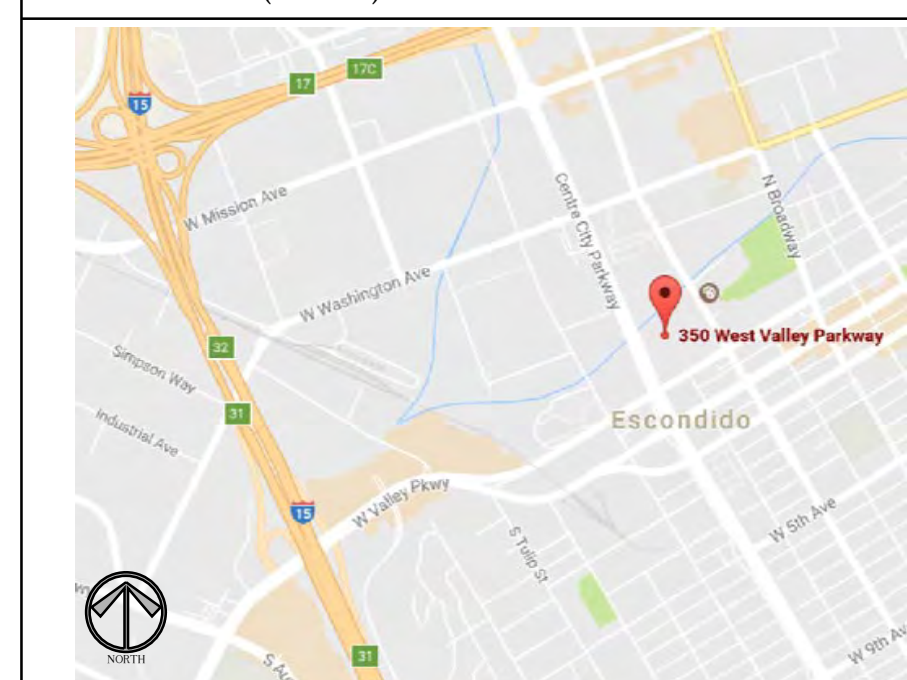 17C
17
15
W Mission Ave
N Broadway
Centre City Parkway
W Washington Ave
350 West Valley Parkway
32
Simpson Way
31
Industrial Ave
Escondido
W Valley Pkwy
15
W 5th Ave
S Tulip St
NORTH
31
W 9th Av